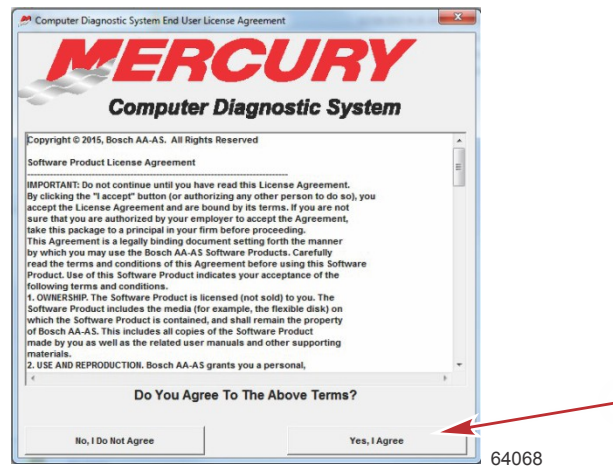 Computer Diagnostic System End User License Agreement
MERCURY
Computer Diagnostic System
Copyright © 2015, Bosch AA-AS. All Rights Reserved
Software Product License Agreement
--------------------------------------------------------------------------------
IMPORTANT: Do not continue until you have read this License Agreement.
By clicking the "I accept" button (or authorizing any other person to do so), you
accept the License Agreement and are bound by its terms. If you are not
sure that you are authorized by your employer to accept the Agreement,
take this package to a principal in your firm before proceeding.
This Agreement is a legally binding document setting forth the manner
by which you may use the Bosch AA-AS Software Products. Carefully
read the terms and conditions of this Agreement before using this Software
Product. Use of this Software Product indicates your acceptance of the
following terms and conditions.
1. OWNERSHIP. The Software Product is licensed (not sold) to you. The
Software Product includes the media (for example, the flexible disk) on
which the Software Product is contained, and shall remain the property
of Bosch AA-AS. This includes all copies of the Software Product
made by you as well as the related user manuals and other supporting
materials.
2. USE AND REPRODUCTION. Bosch AA-AS grants you a personal,
Do You Agree To The Above Terms?
No, I Do Not Agree
Yes, I Agree
64068